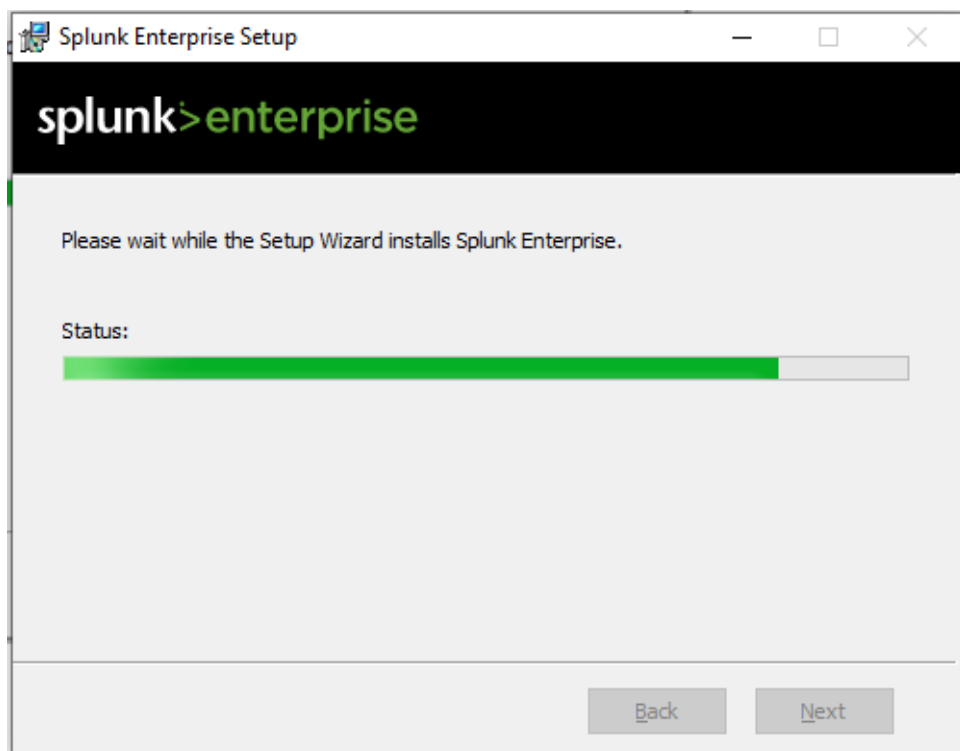 Splunk Enterprise Setup
splunk>enterprise
Please wait while the Setup Wizard installs Splunk Enterprise.
Status:
Back Next